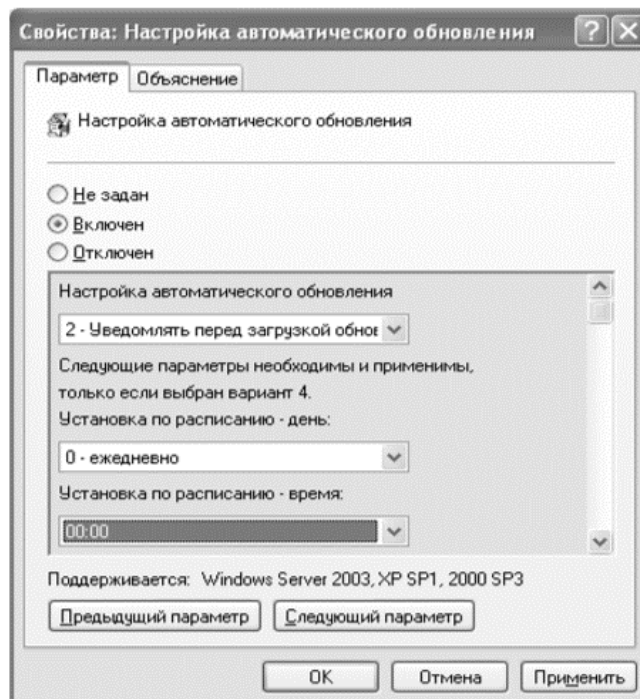 Свойства: Настройка автоматического обновления
Параметр Объяснение
Настройка автоматического обновления
Не задан
Включен
Отключен
Настройка автоматического обновления
2 - Уведомлять перед загрузкой обнов
Следующие параметры необходимы и применимы,
только если выбран вариант 4.
Установка по расписанию - день:
0 - ежедневно
Установка по расписанию - время:
00:00
Поддерживается: Windows Server 2003, XP SP1, 2000 SP3
Предыдущий параметр Следующий параметр
OK Отмена Применить